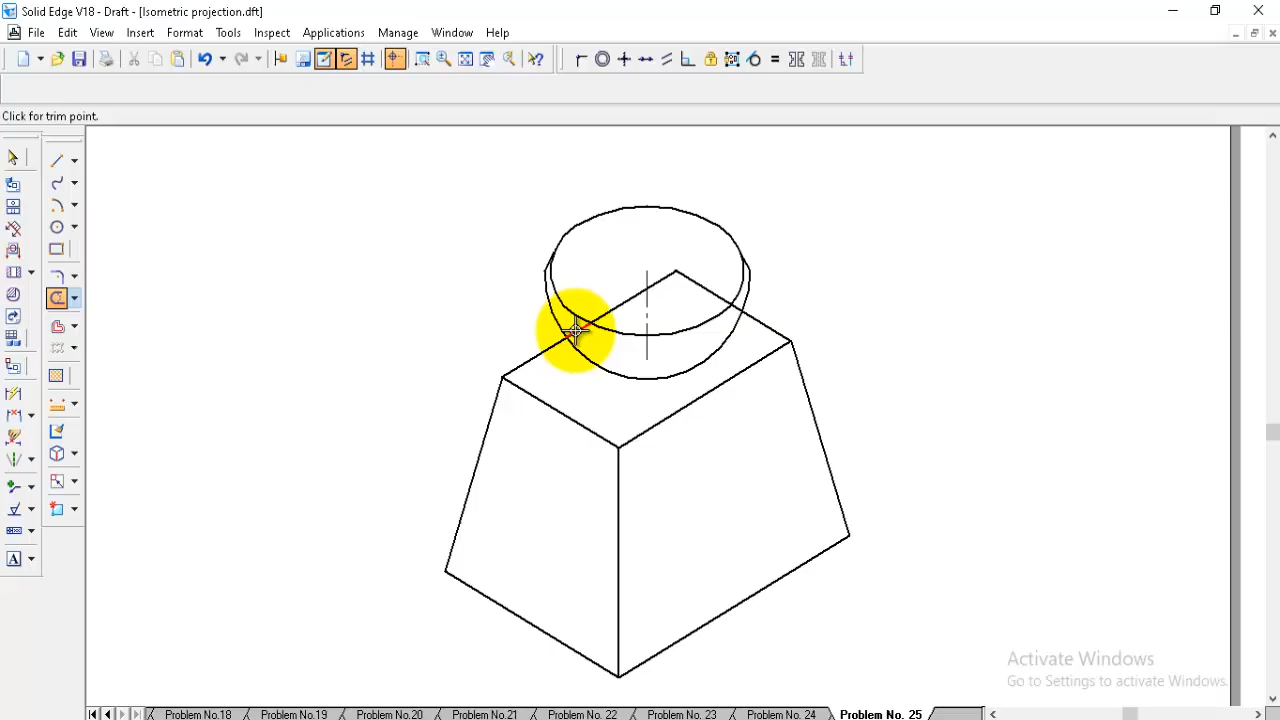 Solid Edge V18 - Draft - [Isometric projection.dft]
File Edit View Insert Format Tools Inspect Applications Manage Window Help
Click for trim point.
A
Activate Windows
Go to Settings to activate Windows.
Problem No.18 Problem No.19 Problem No.20 Problem No.21 Problem No. 22 Problem No. 23 Problem No. 24 Problem No. 25